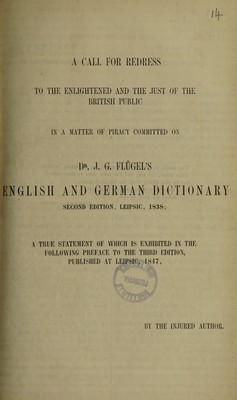 14
A CALL FOR REDRESS
TO THE ENLIGHTENED AND THE JUST OF THE
BRITISH PUBLIC
IN A MATTER OF PIRACY COMMITTED ON
DR. J. G. FLÜGEL'S
ENGLISH AND GERMAN DICTIONARY
SECOND EDITION, LEIPSIC, 1838;
A TRUE STATEMENT OF WHICH IS EXHIBITED IN THE
FOLLOWING PREFACE TO THE THIRD EDITION,
PUBLISHED AT LEIPSIC, 1847,
BY THE INJURED AUTHOR.